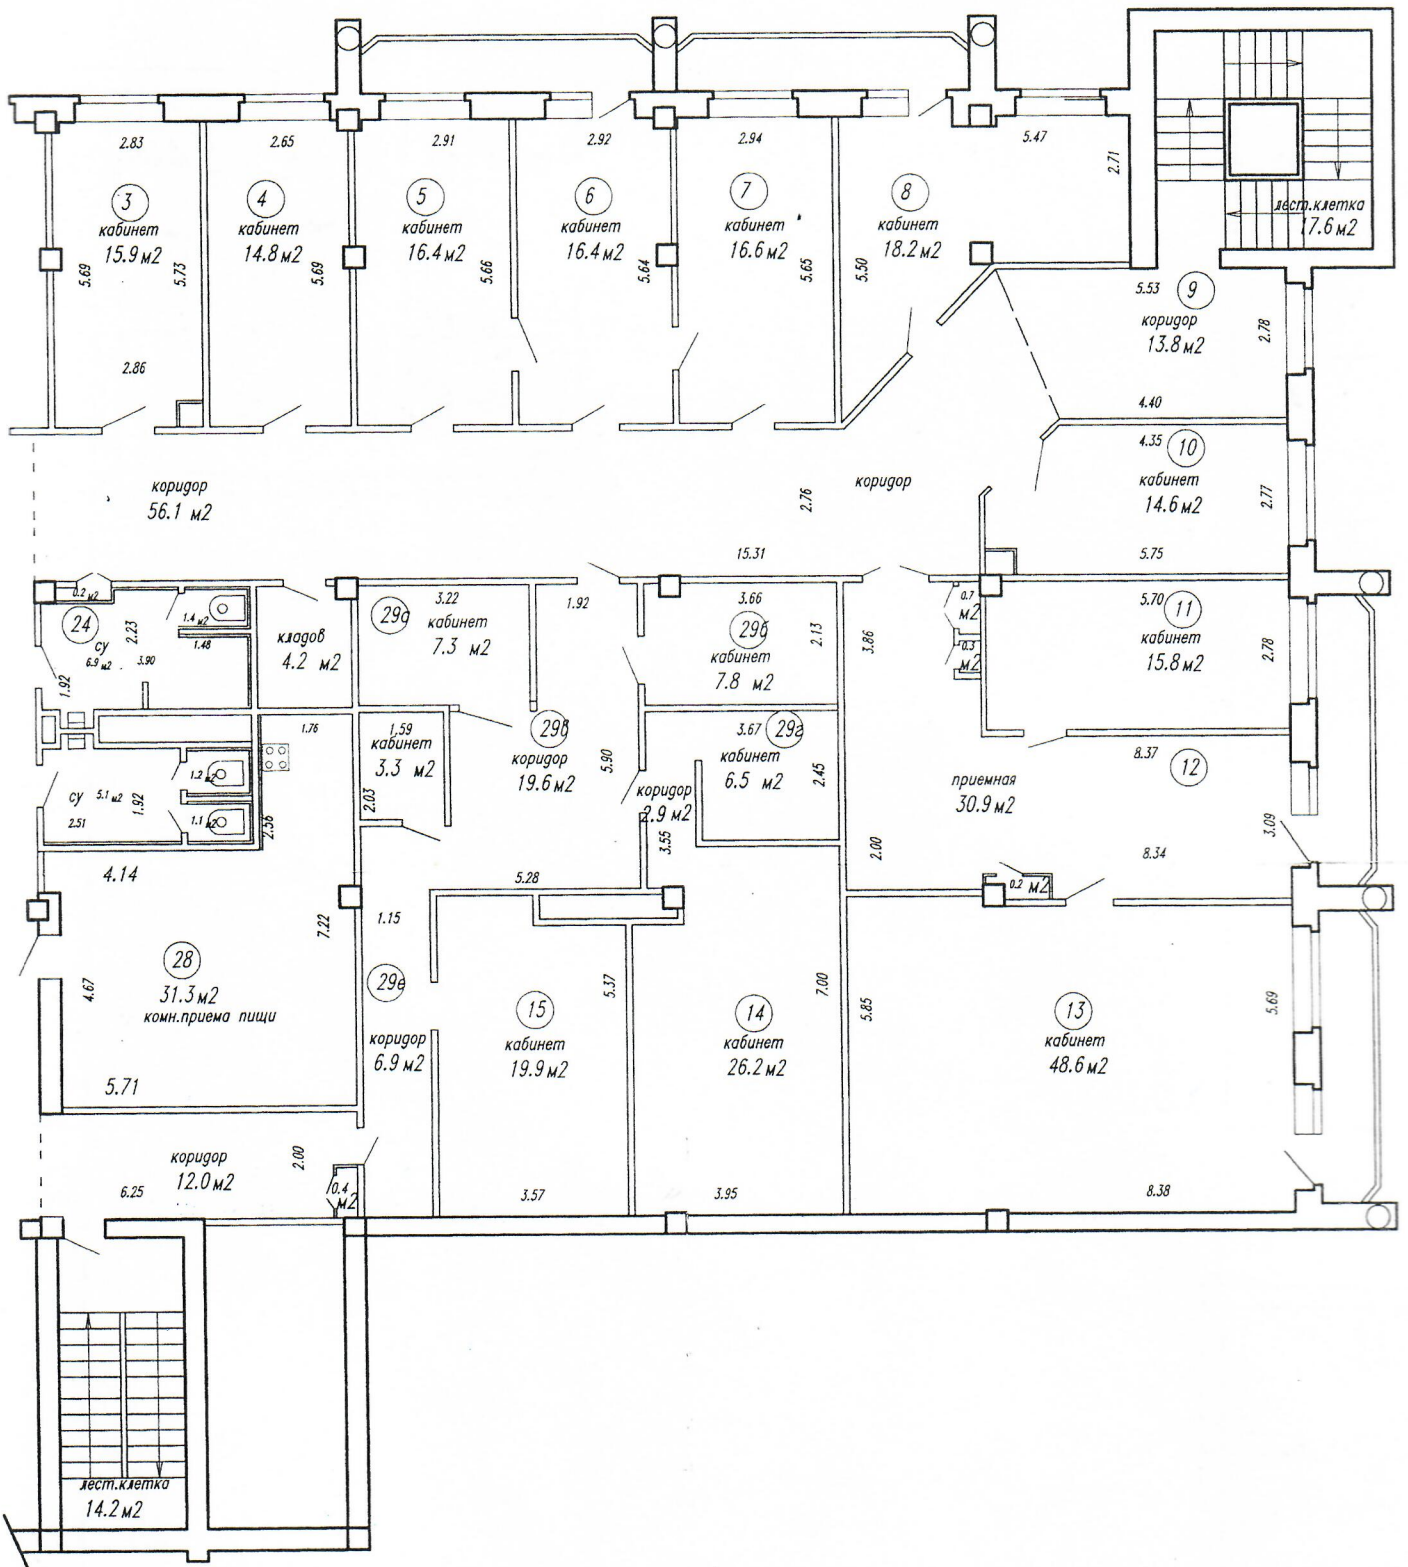 2.83
2.65
2.91
2.92
2.94
5.47
2.71
3
кабинет
15.9 м2
5.69
5.73
2.86
4
кабинет
14.8 м2
5.69
5
кабинет
16.4 м2
5.66
6
кабинет
16.4 м2
5.64
7
кабинет
16.6 м2
5.65
8
кабинет
18.2 м2
5.50
лест.клетка
17.6 м2
5.53
9
коридор
13.8 м2
2.78
4.40
4.35
10
кабинет
14.6 м2
2.77
5.75
коридор
56.1 м2
2.76
коридор
15.31
0.2 м2
24
су
6.9 м2
2.23
3.90
1.92
1.4 м2
1.48
кладов
4.2 м2
3.22
29д
кабинет
7.3 м2
1.92
3.66
29б
кабинет
7.8 м2
2.13
3.86
0.7
м2
0.3
м2
5.70
11
кабинет
15.8 м2
2.78
1.76
1.59
кабинет
3.3 м2
2.03
29в
коридор
19.6 м2
5.90
3.67
29г
кабинет
6.5 м2
2.45
коридор
2.9 м2
3.55
8.37
12
приемная
30.9 м2
2.00
3.09
8.34
0.2 м2
су
5.1 м2
1.92
2.51
1.2 м2
1.1 м2
2.56
4.14
5.28
1.15
7.22
28
31.3 м2
комн.приема пищи
4.67
5.71
29е
коридор
6.9 м2
15
кабинет
19.9 м2
5.37
3.57
14
кабинет
26.2 м2
7.00
3.95
5.85
13
кабинет
48.6 м2
5.69
8.38
коридор
12.0 м2
2.00
6.25
0.4
м2
лест.клетка
14.2 м2